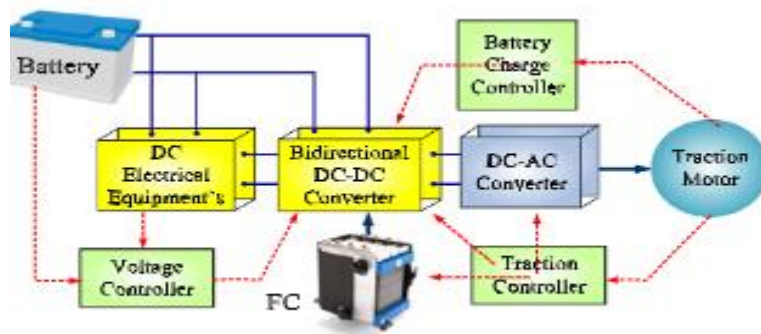 Battery
Battery
Charge
Controller
DC
Electrical
Equipment's
Bidirectional
DC-DC
Converter
DC-AC
Converter
Traction
Motor
Voltage
Controller
FC
Traction
Controller